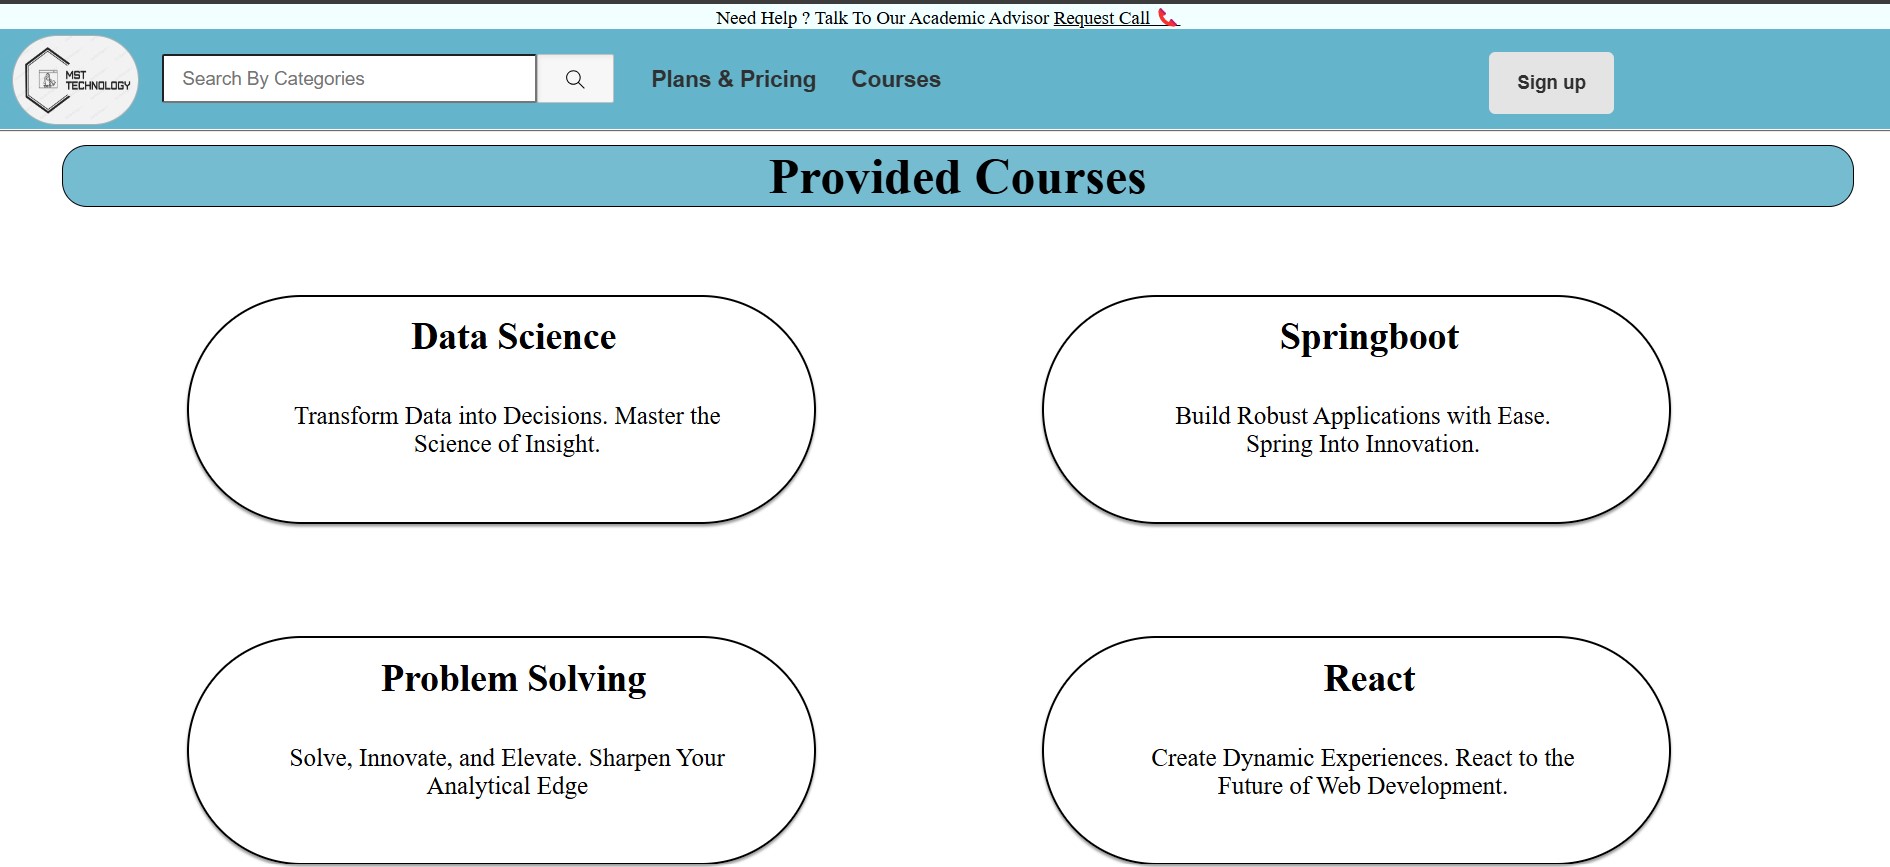 Need Help ? Talk To Our Academic Advisor Request Call
MST
TECHNOLOGY
Search By Categories
Plans & Pricing
Courses
Sign up
Provided Courses
Data Science
Transform Data into Decisions. Master the
Science of Insight.
Springboot
Build Robust Applications with Ease.
Spring Into Innovation.
Problem Solving
Solve, Innovate, and Elevate. Sharpen Your
Analytical Edge
React
Create Dynamic Experiences. React to the
Future of Web Development.